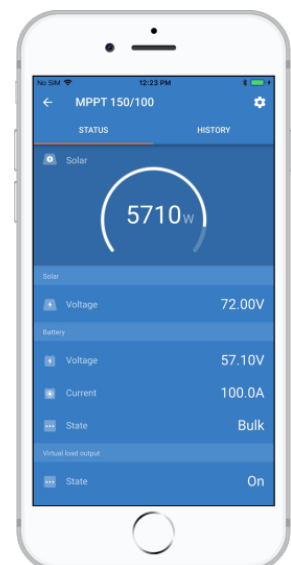 No SIM 12:23 PM
MPPT 150/100
STATUS HISTORY
Solar
5710W
Solar
Voltage 72.00V
Battery
Voltage 57.10V
Current 100.0A
State Bulk
Virtual load output
State On